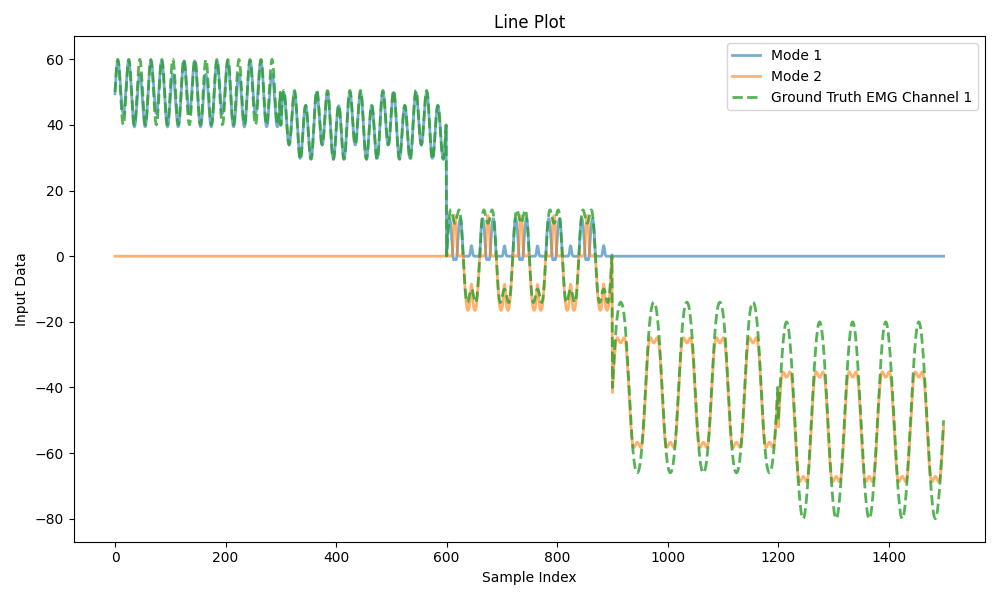 Line Plot
Mode 1
Mode 2
Ground Truth EMG Channel 1
Input Data
60
40
20
0
−20
−40
−60
−80
0 200 400 600 800 1000 1200 1400
Sample Index